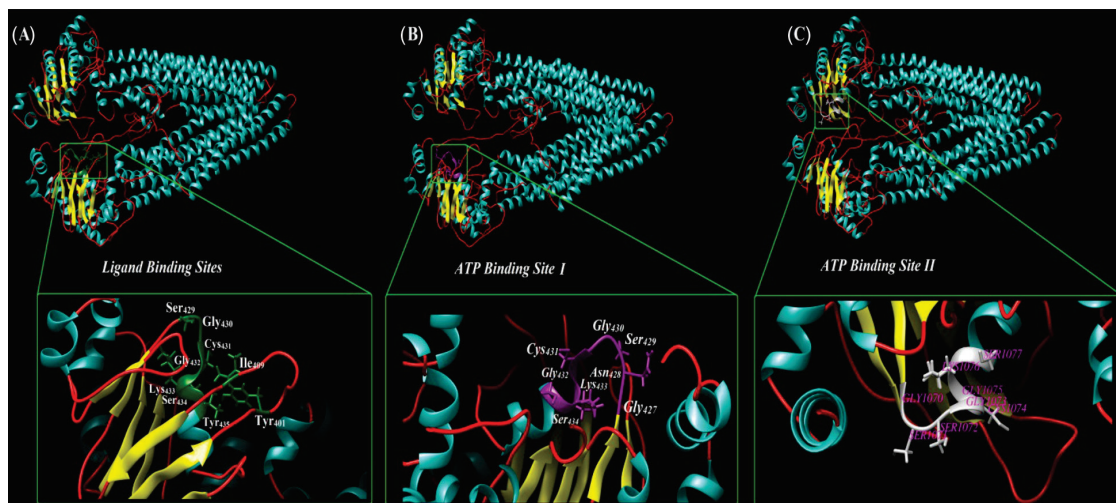 (A)
(B)
(C)
Ligand Binding Sites
ATP Binding Site I
ATP Binding Site II
Ser429
Gly430
Cys431
Ile409
Gly432
Lys433
Ser434
Tyr435
Tyr401
Gly430
Ser429
Cys431
Gly432
Asn428
Lys433
Gly427
Ser434
SER1077
GLY1075
GLY1070
SER1072